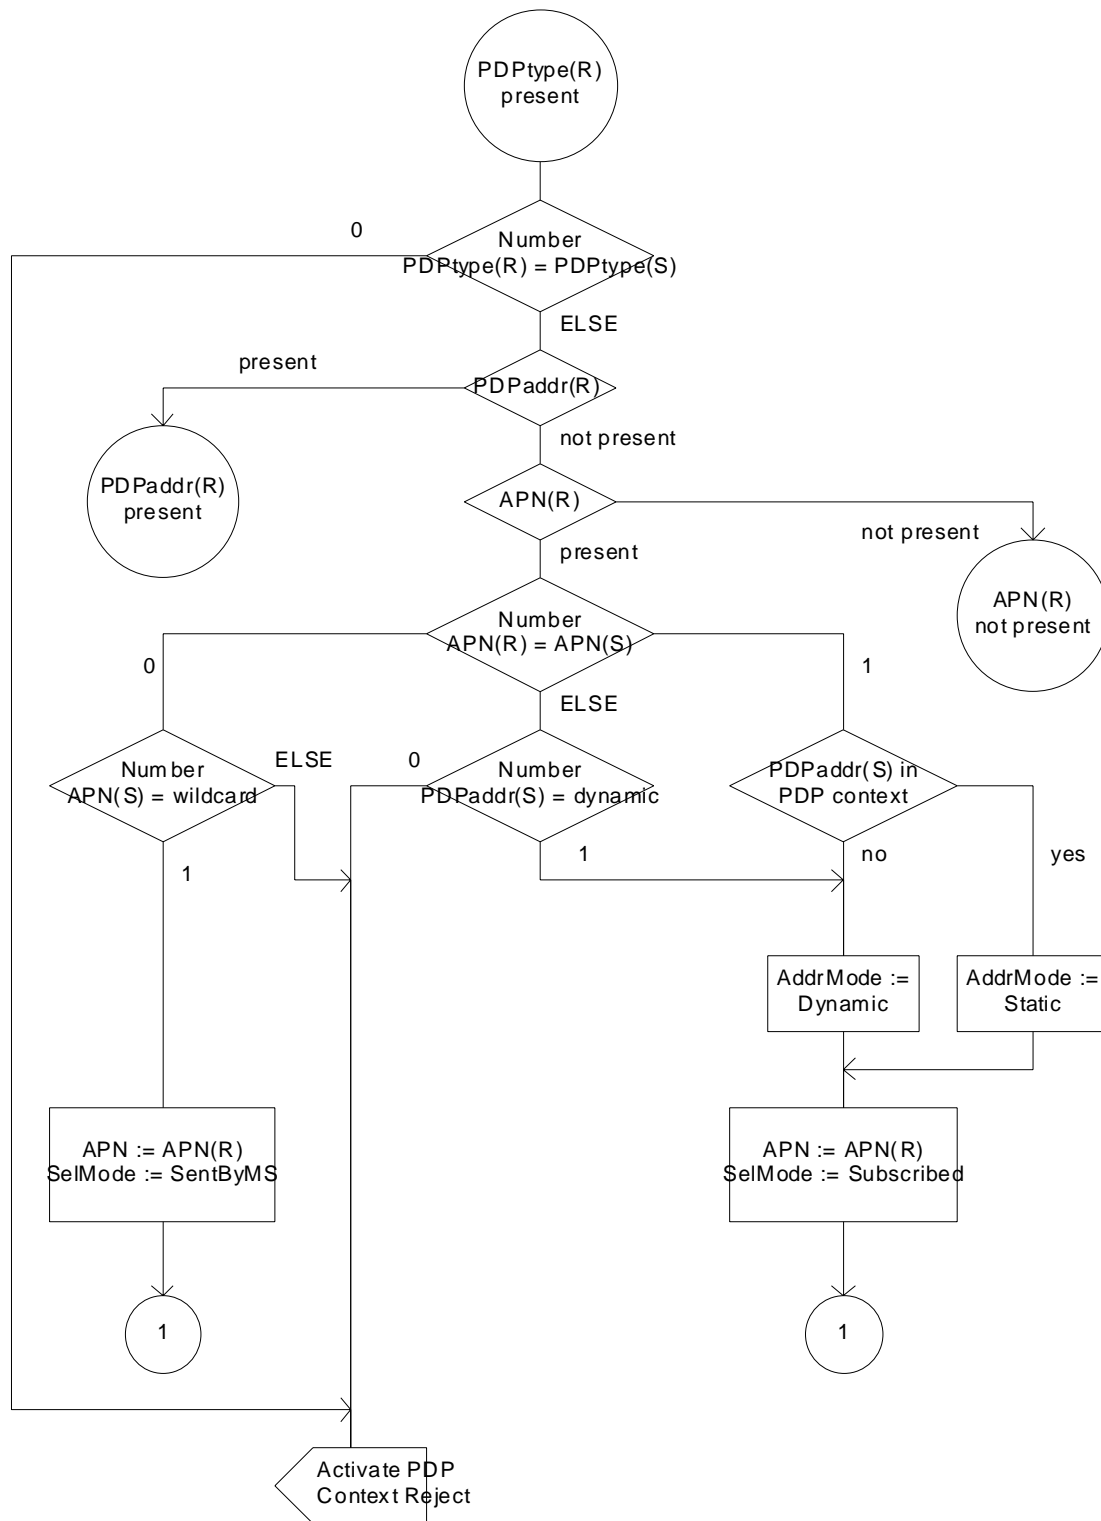 PDPtype(R)
present
0
Number
PDPtype(R) = PDPtype(S)
ELSE
present
PDPaddr(R)
not present
PDPaddr(R)
present
APN(R)
not present
present
APN(R)
not present
Number
APN(R) = APN(S)
0
1
ELSE
Number
APN(S) = wildcard
ELSE
0
Number
PDPaddr(S) = dynamic
PDPaddr(S) in
PDP context
1
1
no
yes
AddrMode :=
Dynamic
AddrMode :=
Static
APN := APN(R)
SelMode := SentByMS
APN := APN(R)
SelMode := Subscribed
1
1
Activate PDP
Context Reject